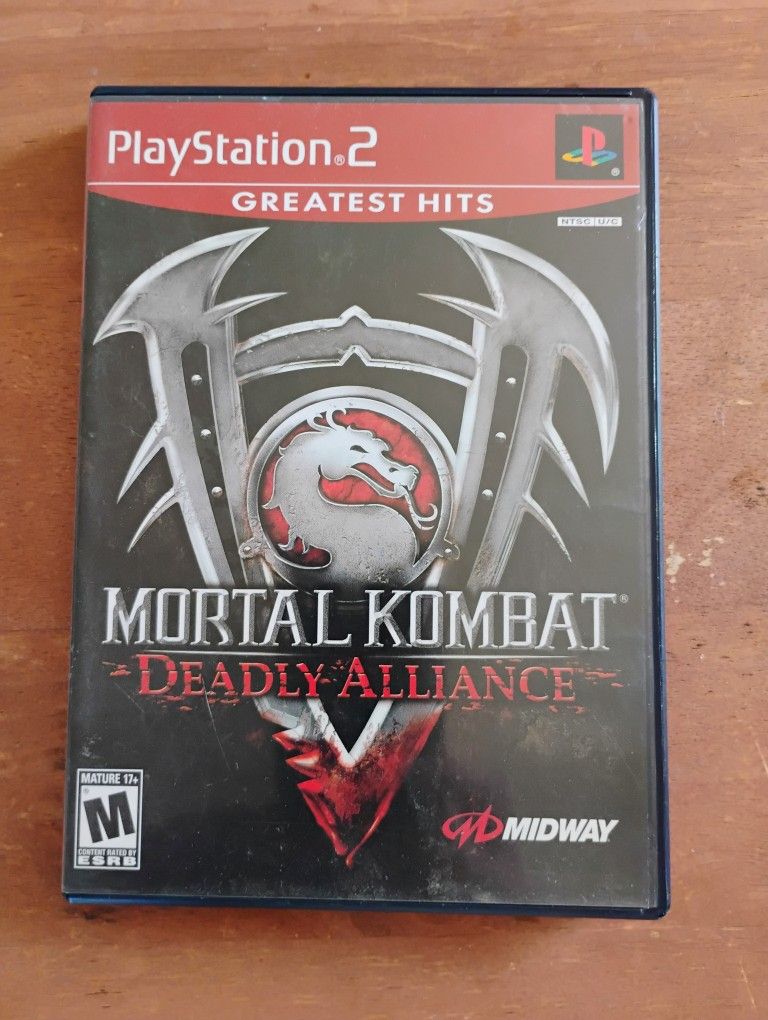 PlayStation®2
GREATEST HITS
NTSC U/C
MORTAL KOMBAT®
DEADLY ALLIANCE
MATURE 17+
M
CONTENT RATED BY
ESRB
MIDWAY